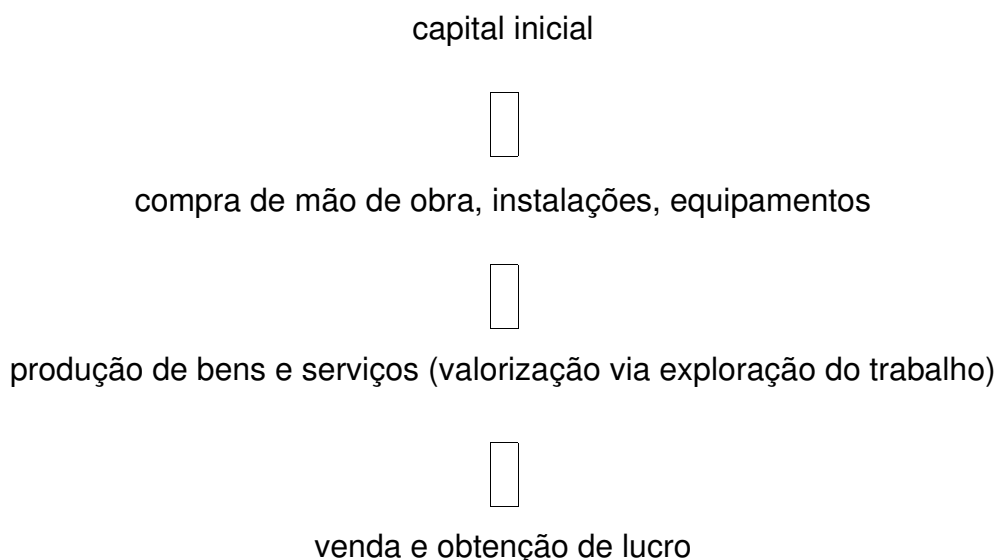 capital inicial
compra de mão de obra, instalações, equipamentos
produção de bens e serviços (valorização via exploração do trabalho)
venda e obtenção de lucro